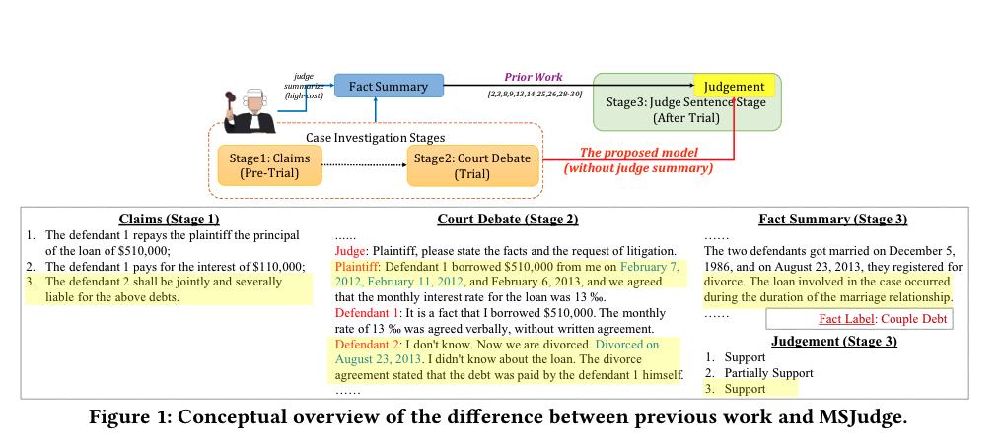 judge
summarize
(high-cost)
Fact Summary
Prior Work
[2,3,8,9,13,14,25,26,28-30]
Judgement
Stage3: Judge Sentence Stage
(After Trial)
Case Investigation Stages
Stage1: Claims
(Pre-Trial)
Stage2: Court Debate
(Trial)
The proposed model
(without judge summary)
Claims (Stage 1)
1. The defendant 1 repays the plaintiff the principal
of the loan of $510,000;
2. The defendant 1 pays for the interest of $110,000;
3. The defendant 2 shall be jointly and severally
liable for the above debts.
Court Debate (Stage 2)
......
Judge: Plaintiff, please state the facts and the request of litigation.
Plaintiff: Defendant 1 borrowed $510,000 from me on February 7,
2012, February 11, 2012, and February 6, 2013, and we agreed
that the monthly interest rate for the loan was 13 ‰.
Defendant 1: It is a fact that I borrowed $510,000. The monthly
rate of 13 ‰ was agreed verbally, without written agreement.
Defendant 2: I don't know. Now we are divorced. Divorced on
August 23, 2013. I didn't know about the loan. The divorce
agreement stated that the debt was paid by the defendant 1 himself.
......
Fact Summary (Stage 3)
......
The two defendants got married on December 5,
1986, and on August 23, 2013, they registered for
divorce. The loan involved in the case occurred
during the duration of the marriage relationship.
......
Fact Label: Couple Debt
Judgement (Stage 3)
1. Support
2. Partially Support
3. Support
Figure 1: Conceptual overview of the difference between previous work and MSJudge.